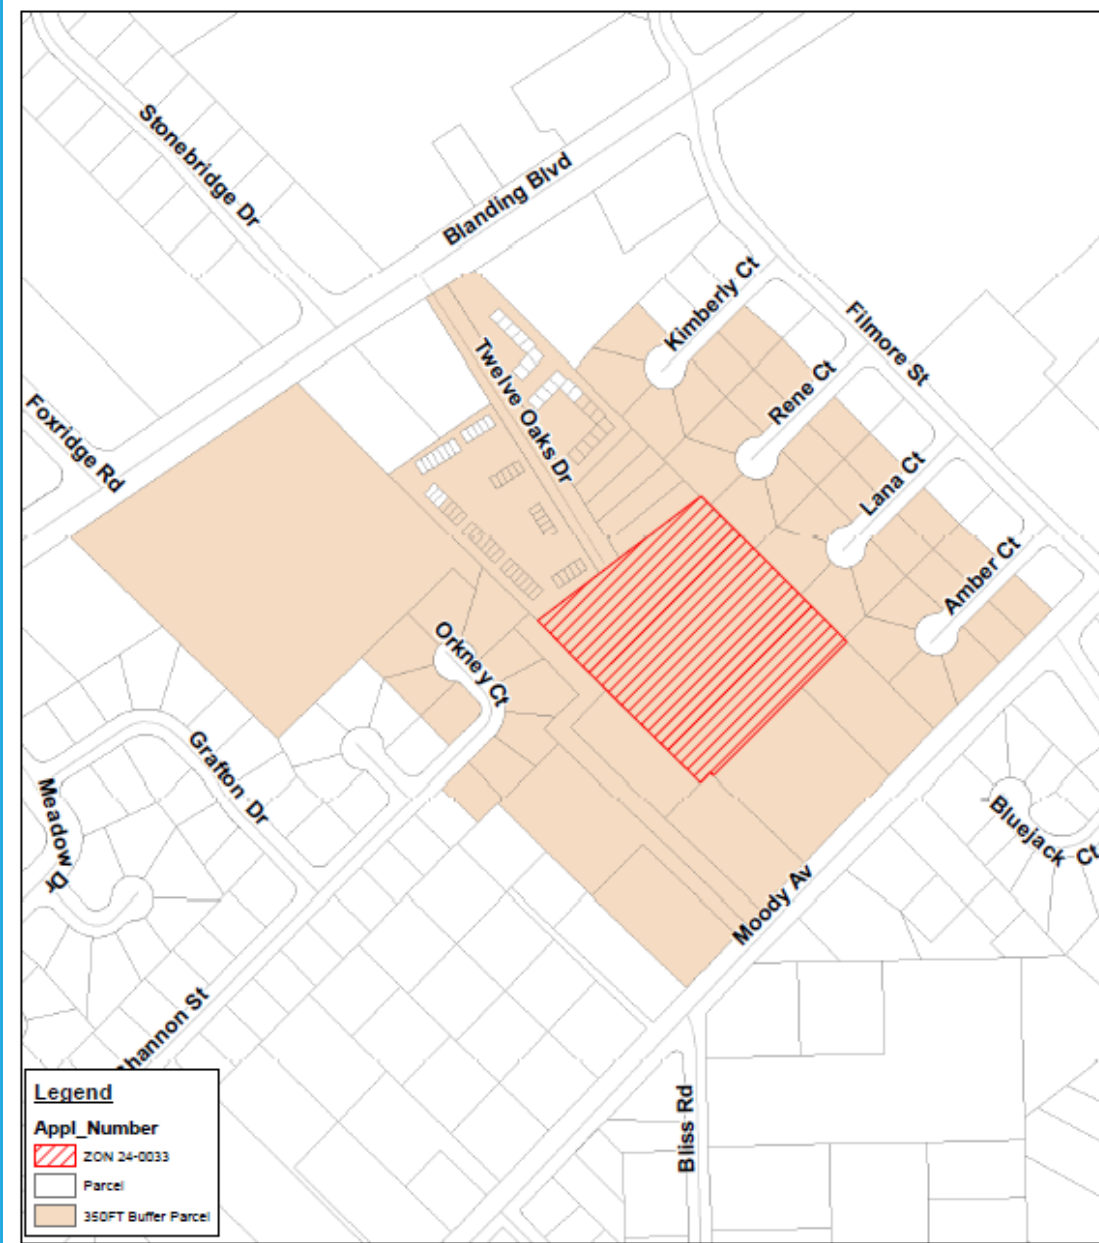 Stonebridge Dr
Blanding Blvd
Kimberly Ct
Filmore St
Twelve Oaks Dr
Rene Ct
Foxridge Rd
Lana Ct
Amber Ct
Orkney Ct
Grafton Dr
Meadow Dr
Bluejack Ct
Moody Av
hannon St
Bliss Rd
Legend
Appl_Number
ZON 24-0033
Parcel
350FT Buffer Parcel